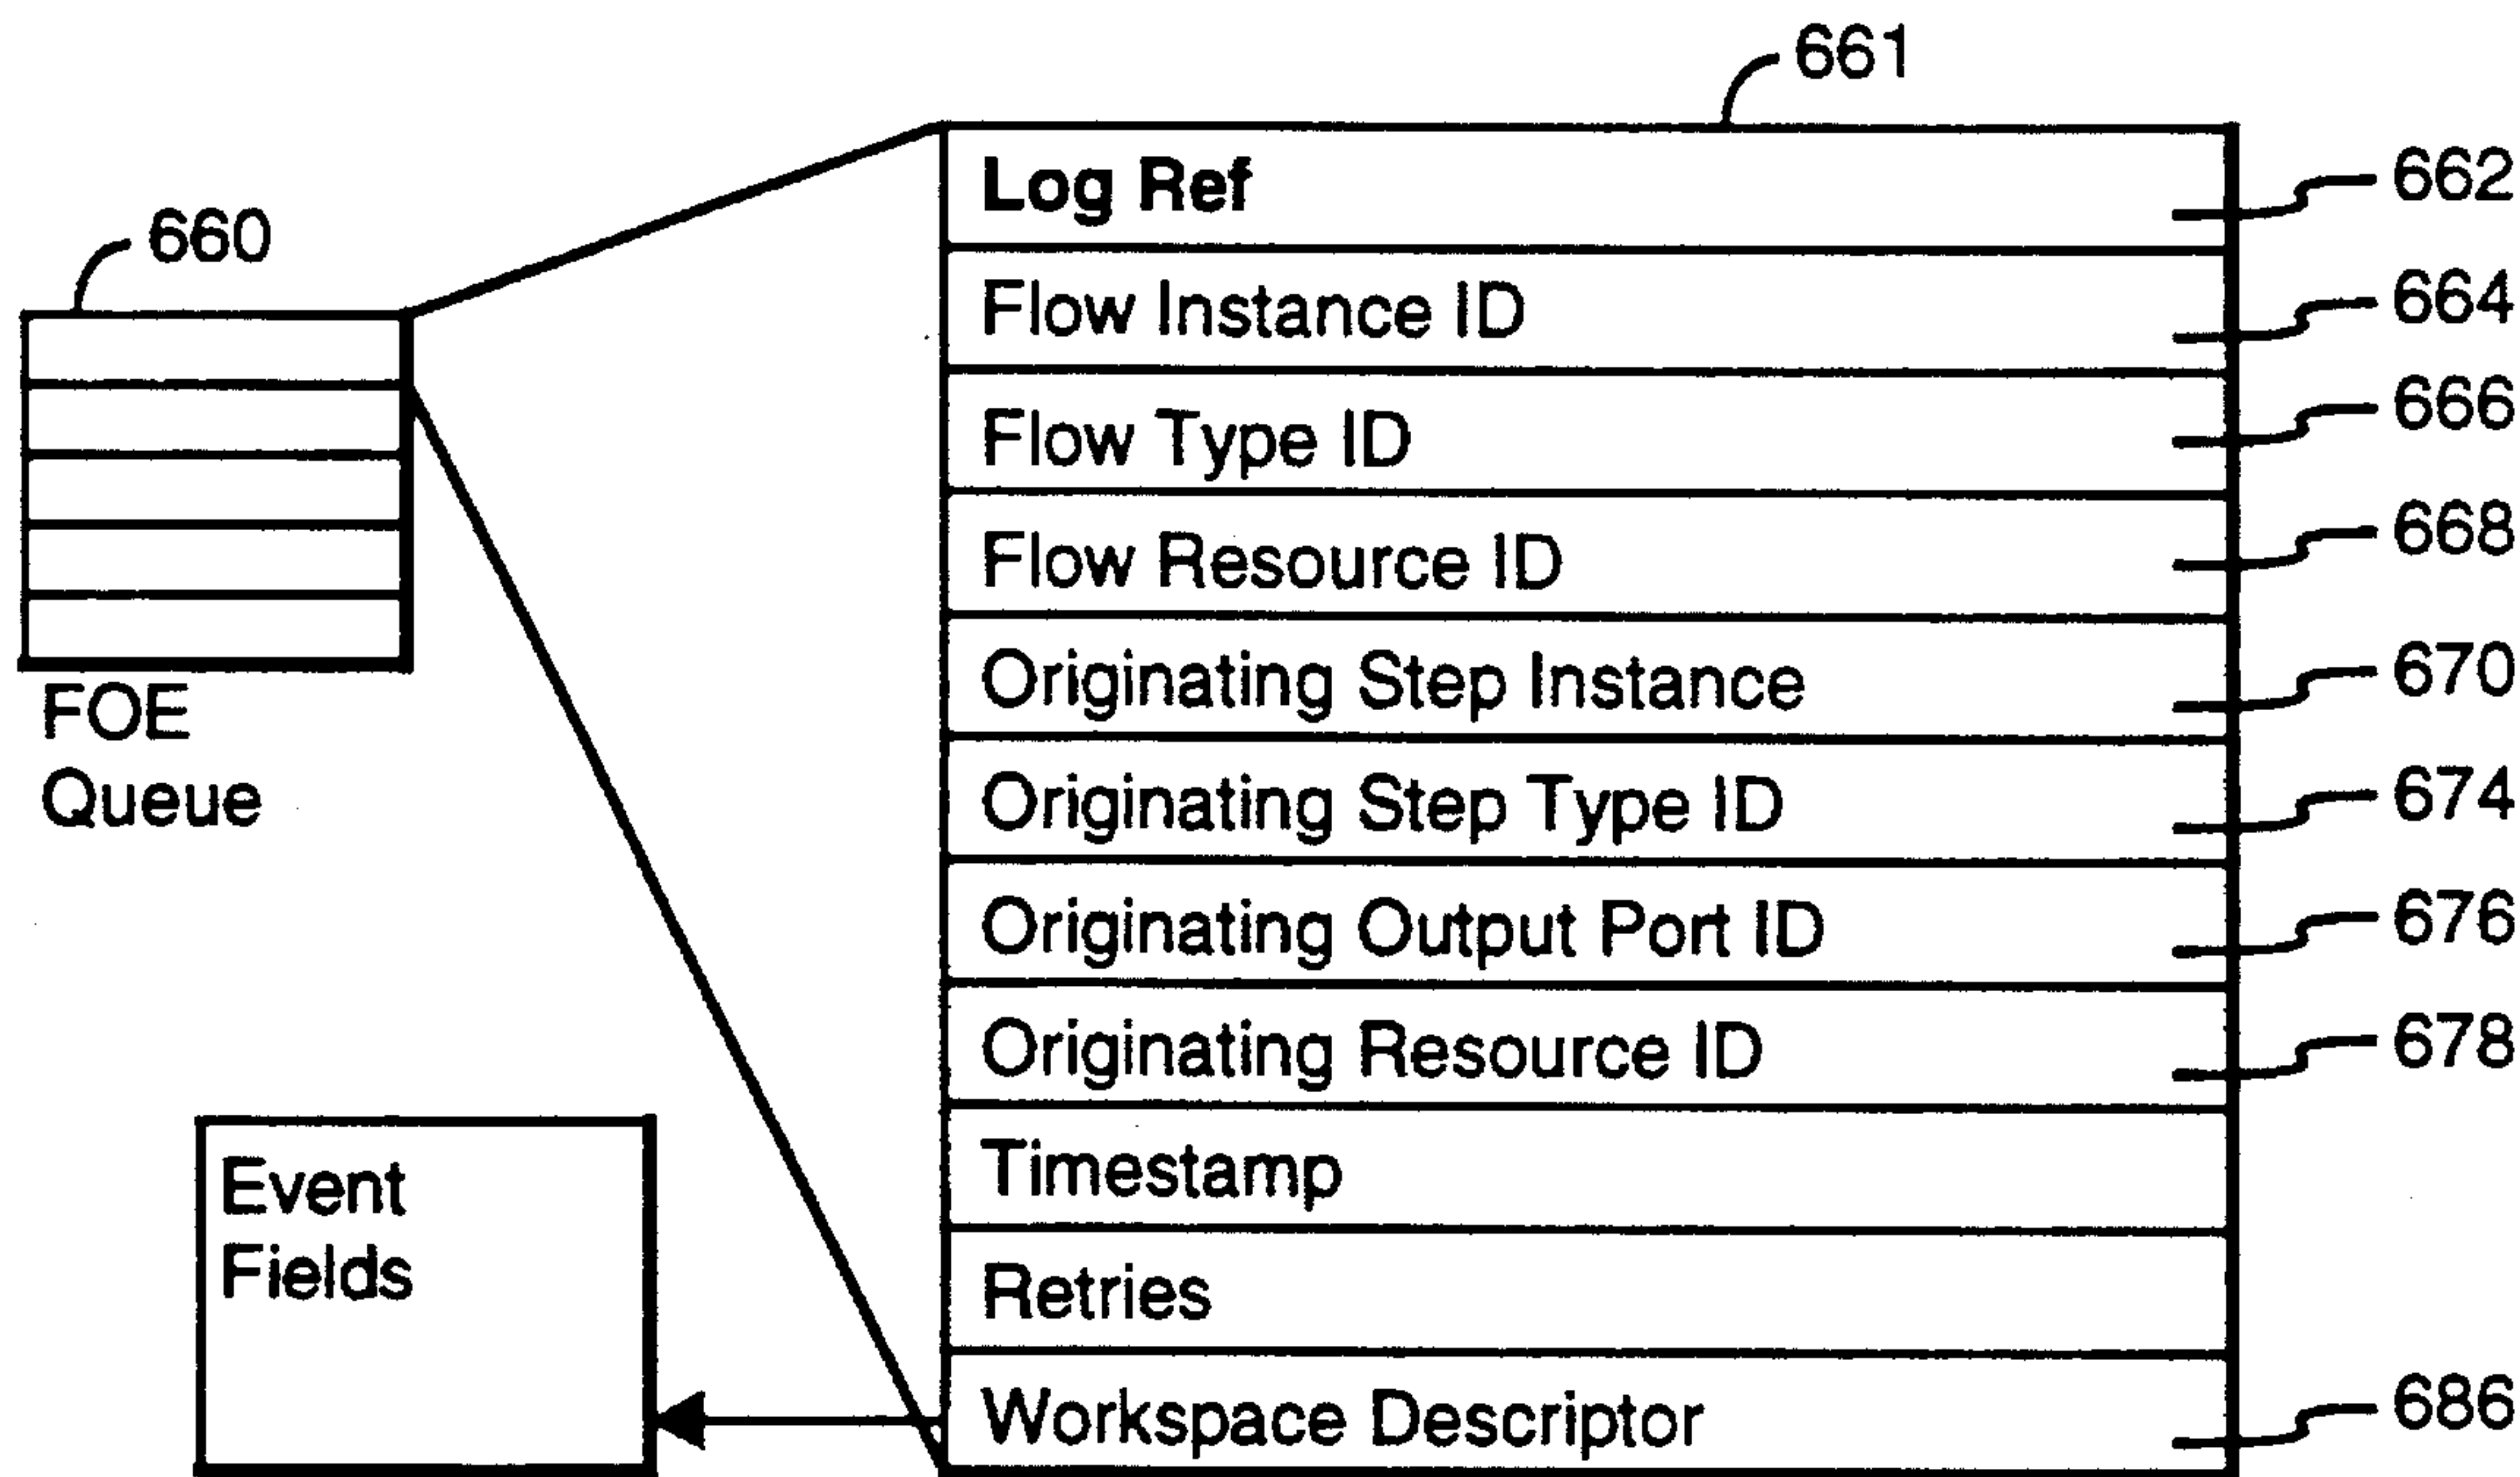 661
Log Ref
662
660
Flow Instance ID
664
Flow Type ID
666
Flow Resource ID
668
Originating Step Instance
670
FOE
Queue
Originating Step Type ID
674
Originating Output Port ID
676
Originating Resource ID
678
Event
Fields
Timestamp
Retries
Workspace Descriptor
686